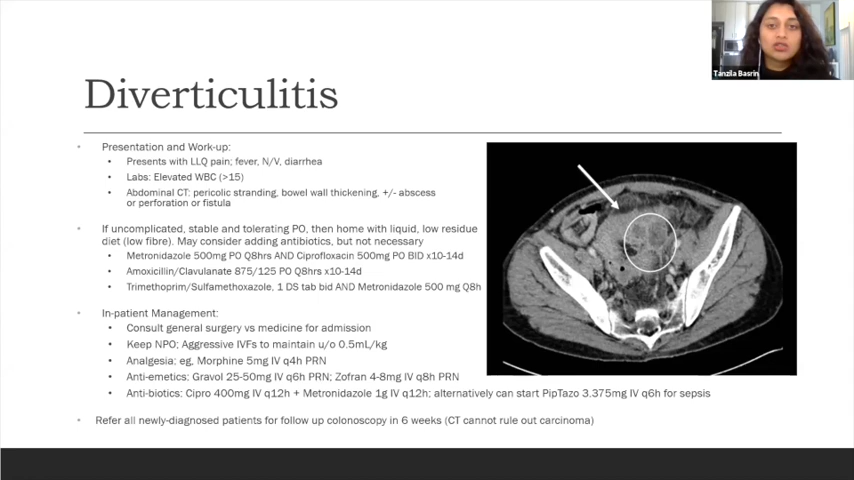 Tanzila Basrin
Diverticulitis
• Presentation and Work-up:
• Presents with LLQ pain; fever, N/V, diarrhea
• Labs: Elevated WBC (>15)
• Abdominal CT: pericolic stranding, bowel wall thickening, +/- abscess
or perforation or fistula
• If uncomplicated, stable and tolerating PO, then home with liquid, low residue
diet (low fibre). May consider adding antibiotics, but not necessary
• Metronidazole 500mg PO Q8hrs AND Ciprofloxacin 500mg PO BID x10-14d
• Amoxicillin/Clavulanate 875/125 PO Q8hrs x10-14d
• Trimethoprim/Sulfamethoxazole, 1 DS tab bid AND Metronidazole 500 mg Q8h
• In-patient Management:
• Consult general surgery vs medicine for admission
• Keep NPO; Aggressive IVFs to maintain u/o 0.5mL/kg
• Analgesia; eg, Morphine 5mg IV q4h PRN
• Anti-emetics: Gravol 25-50mg IV q6h PRN; Zofran 4-8mg IV q8h PRN
• Anti-biotics: Cipro 400mg IV q12h + Metronidazole 1g IV q12h; alternatively can start PipTazo 3.375mg IV q6h for sepsis
• Refer all newly-diagnosed patients for follow up colonoscopy in 6 weeks (CT cannot rule out carcinoma)